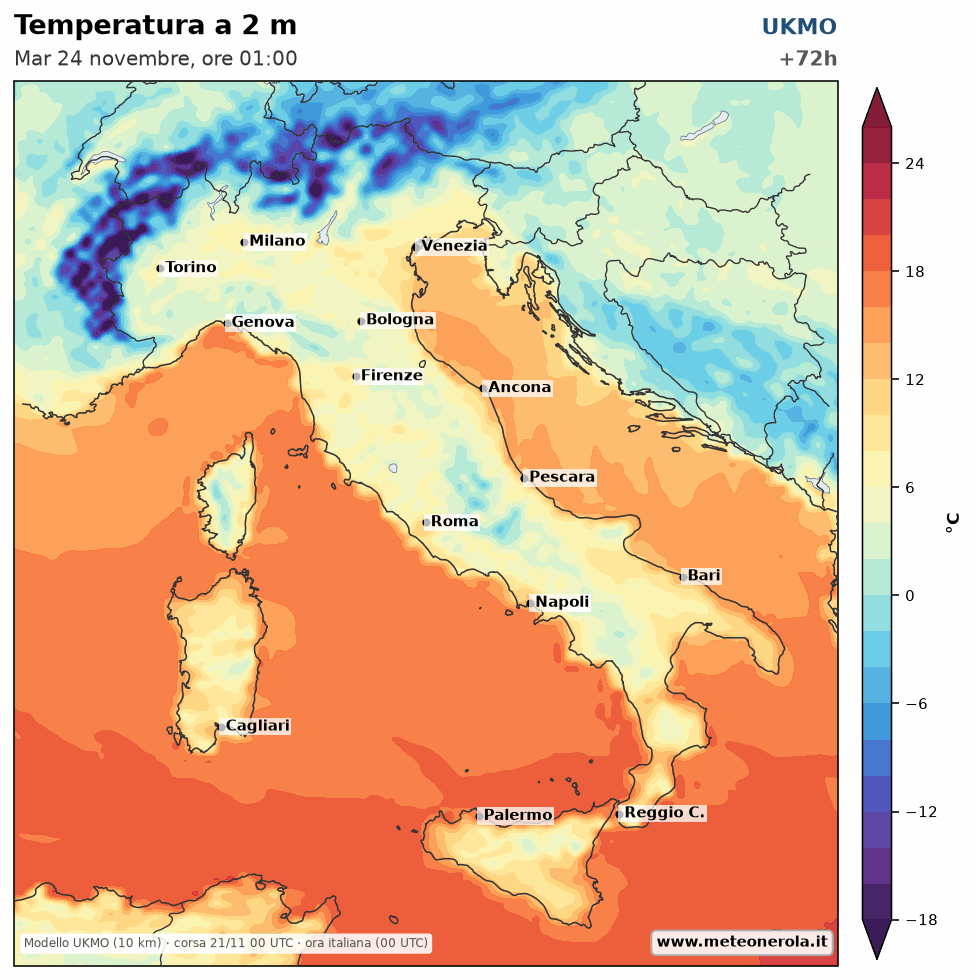 Temperatura a 2 m
UKMO
Mar 24 novembre, ore 01:00
+72h
24
18
12
6
0
−6
−12
−18
°C
Milano
Venezia
Torino
Genova
Bologna
Firenze
Ancona
Pescara
Roma
Bari
Napoli
Cagliari
Palermo
Reggio C.
Modello UKMO (10 km) · corsa 21/11 00 UTC · ora italiana (00 UTC)
www.meteonerola.it